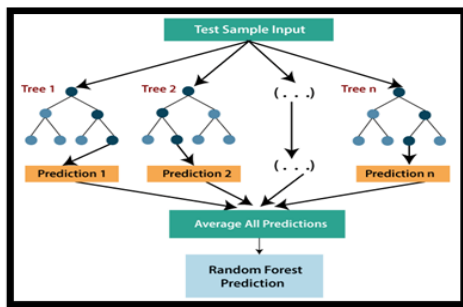 Test Sample Input
Tree 1
Tree 2
(...)
Tree n
(...)
Prediction 1
Prediction 2
Prediction n
Average All Predictions
Random Forest
Prediction